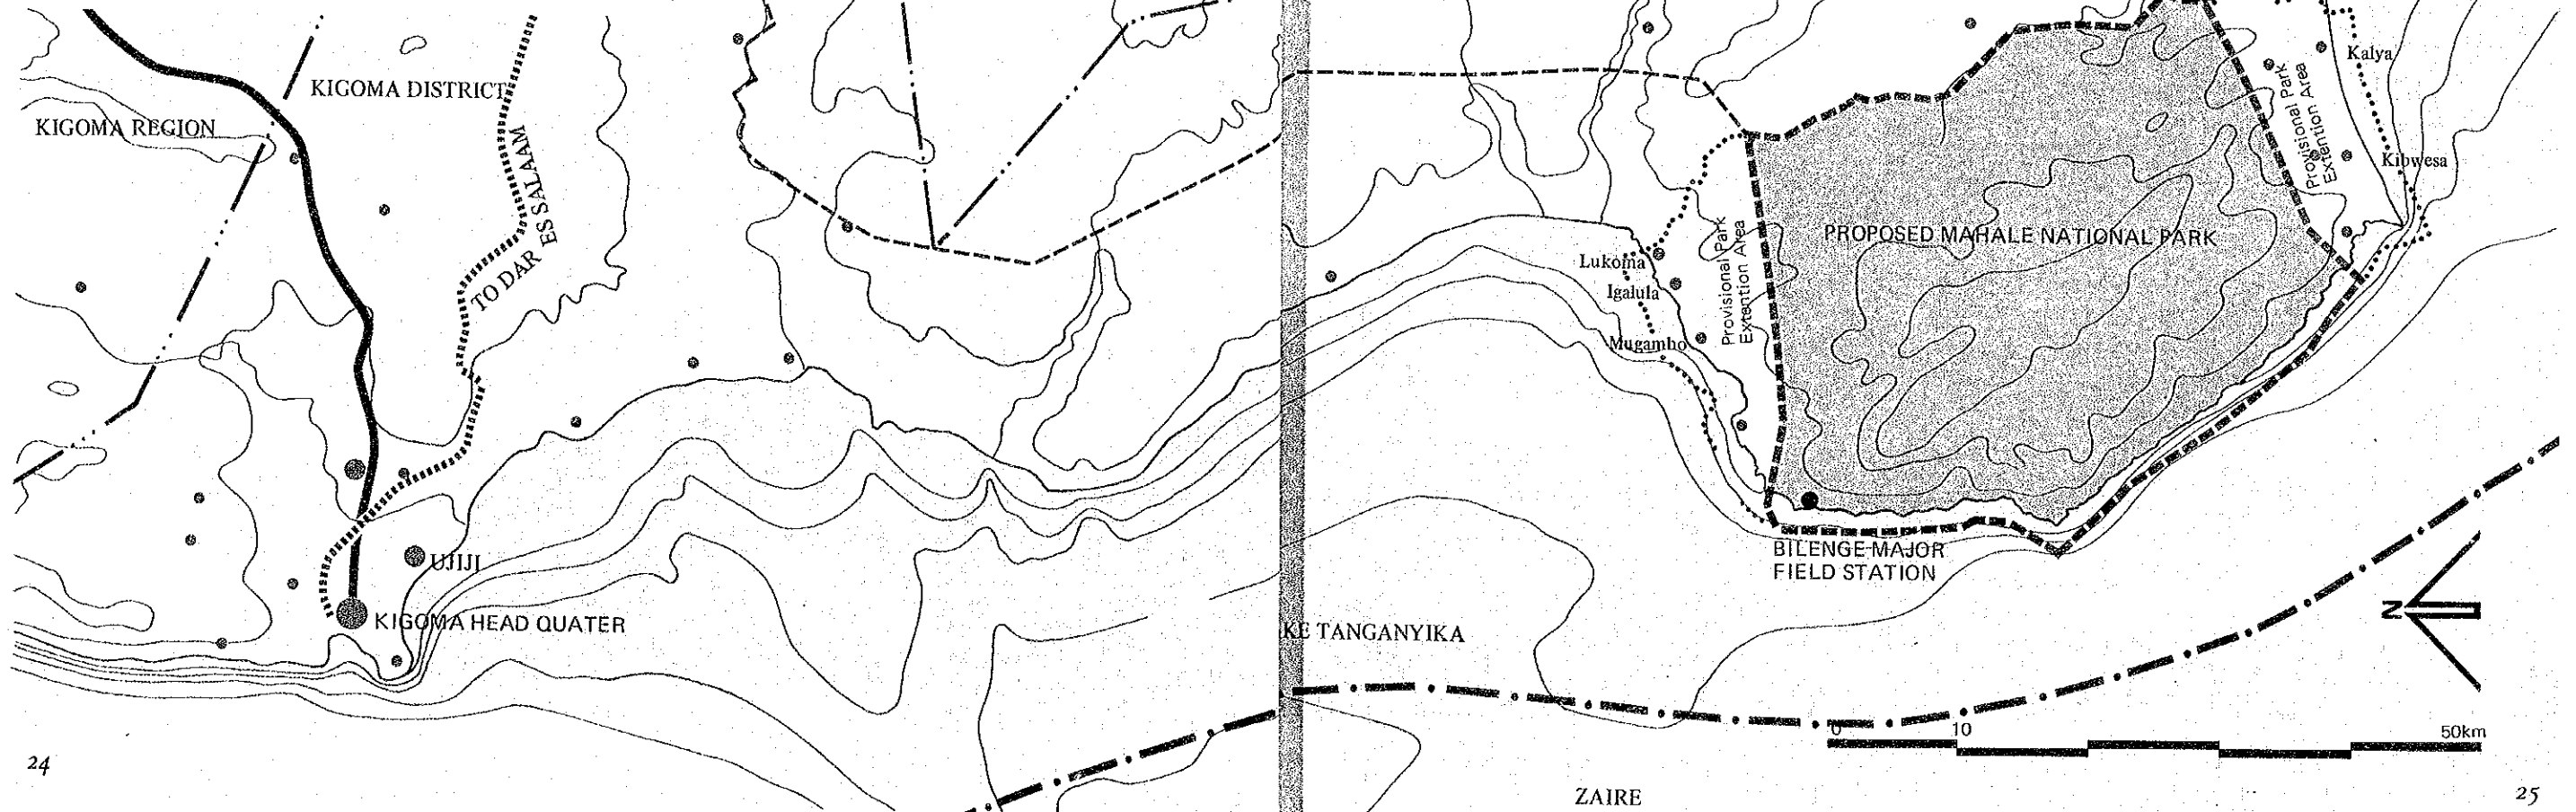 KIGOMA DISTRICT
KIGOMA REGION
TO DAR ES SALAAM
UJIJI
KIGOMA HEAD QUATER
24
Kalya
Provisional Park
Extention Area
Kibwesa
PROPOSED MAHALE NATIONAL PARK
Lukoma
Igalula
Mugambo
Provisional Park
Extention Area
BILENGE MAJOR
FIELD STATION
KE TANGANYIKA
N
0 10 50km
ZAIRE
25